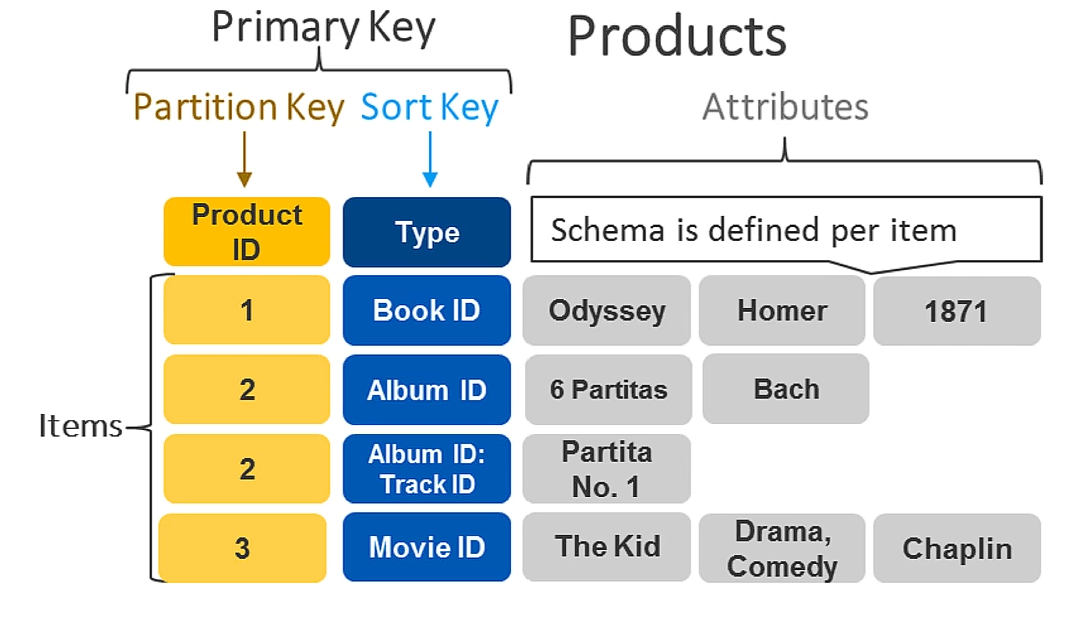 Primary Key
Products
Partition Key
Sort Key
Attributes
Product
ID
Type
Schema is defined per item
Items
1
Book ID
Odyssey
Homer
1871
2
Album ID
6 Partitas
Bach
2
Album ID:
Track ID
Partita
No. 1
3
Movie ID
The Kid
Drama,
Comedy
Chaplin